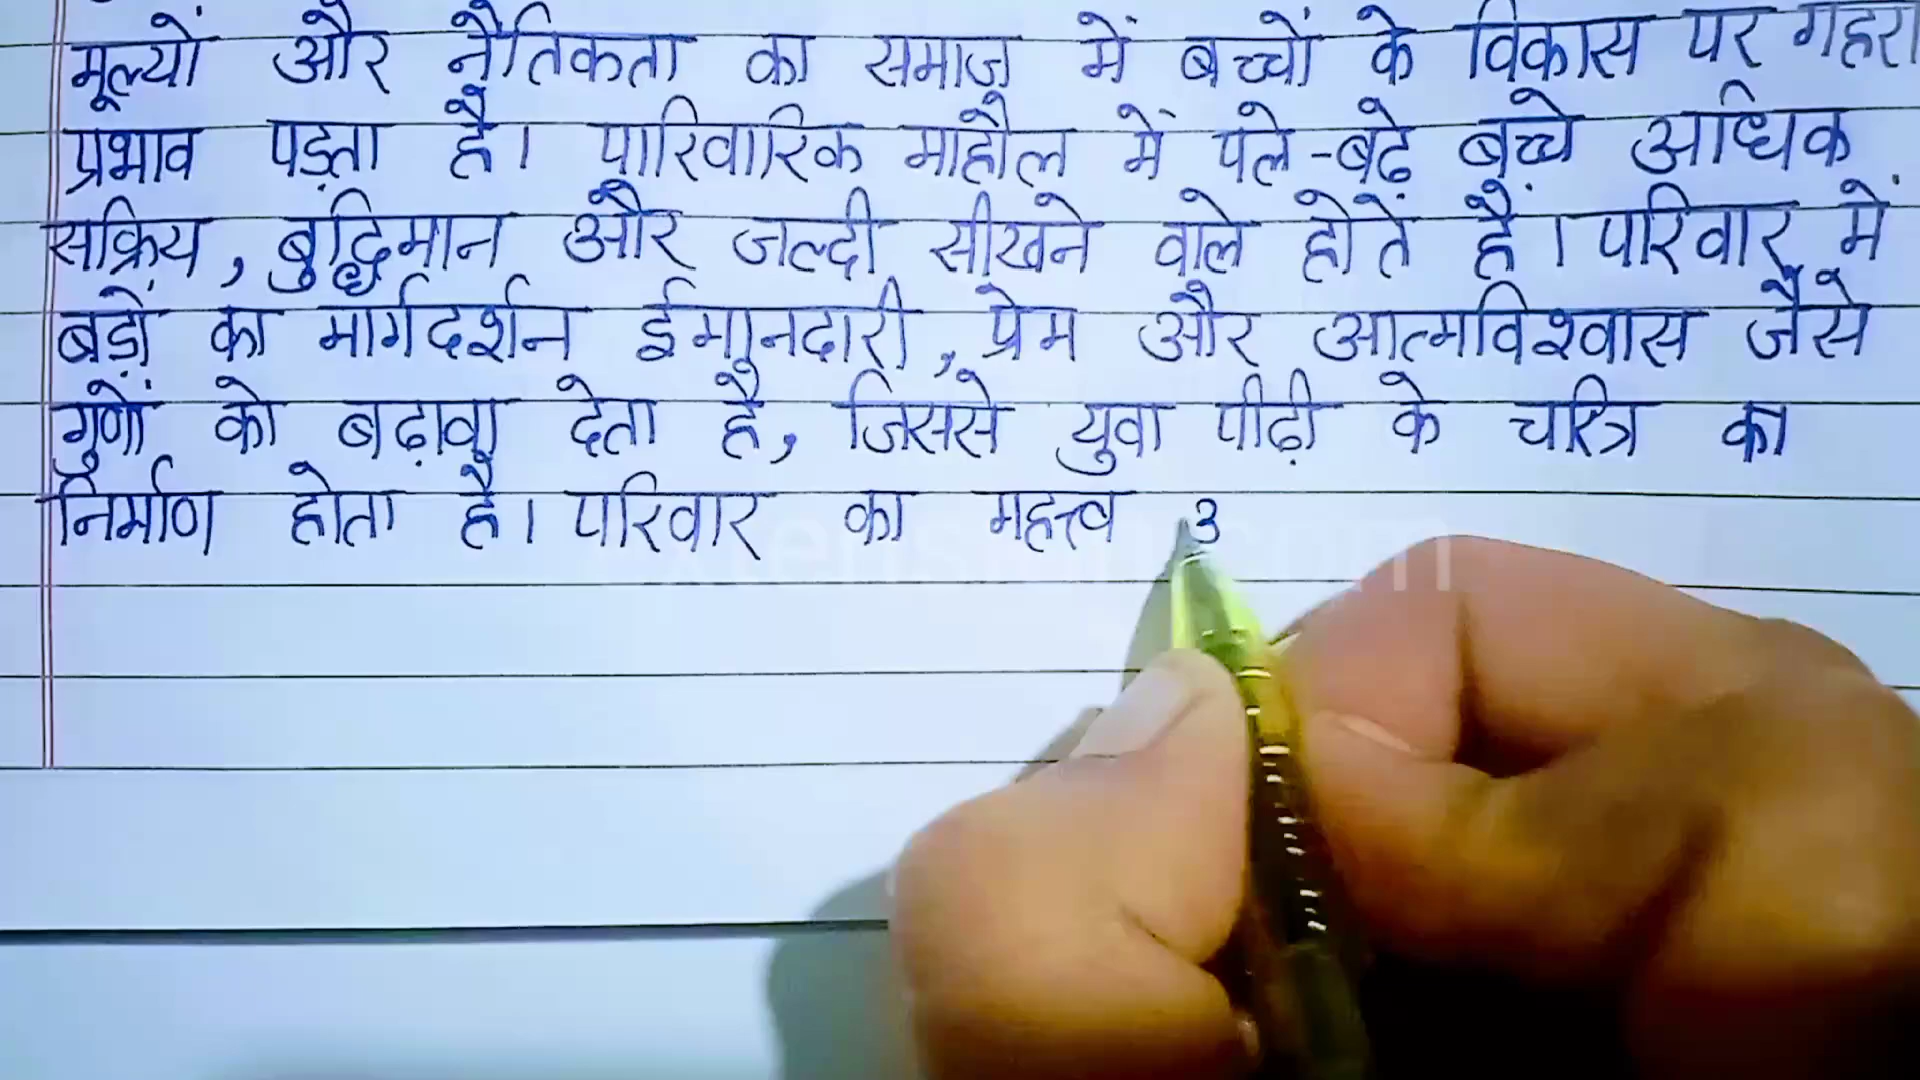 मूल्यों और नैतिकता का समाज में बच्चों के विकास पर गहरा
प्रभाव पड़ता है। पारिवारिक माहौल में पले-बढ़े बच्चे अधिक
सक्रिय, बुद्धिमान और जल्दी सीखने वाले होतें हैं। परिवार में
बड़ों का मार्गदर्शन ईमानदारी, प्रेम और आत्मविश्वास जैसे
गुणों को बढ़ावा देता है, जिससे युवा पीढ़ी के चरित्र का
निर्माण होता है। परिवार का महत्त्व